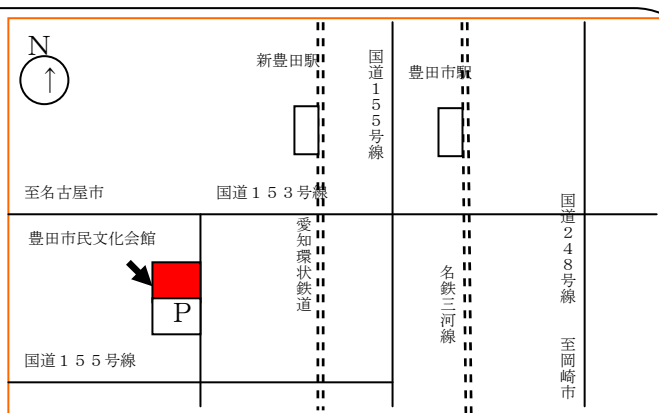 N
↑
新豊田駅
国道１５５号線
豊田市駅
至名古屋市
国道１５３号線
国道２４８号線
豊田市民文化会館
愛知環状鉄道
名鉄三河線
P
国道１５５号線
至岡崎市